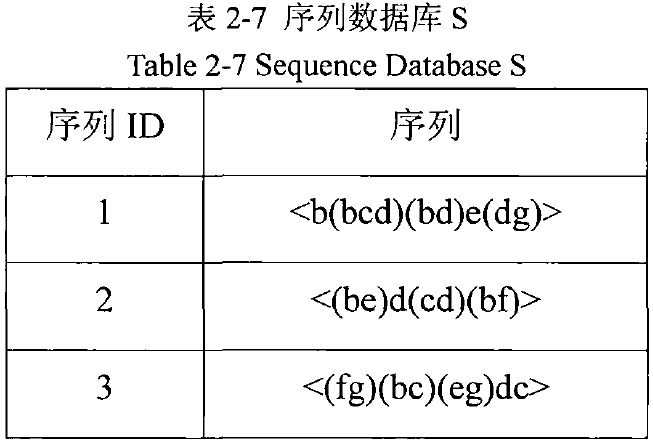 表 2-7 序列数据库 S
Table 2-7 Sequence Database S
序列 ID 序列
1 <b(bcd)(bd)e(dg)>
2 <(be)d(cd)(bf)>
3 <(fg)(bc)(eg)dc>